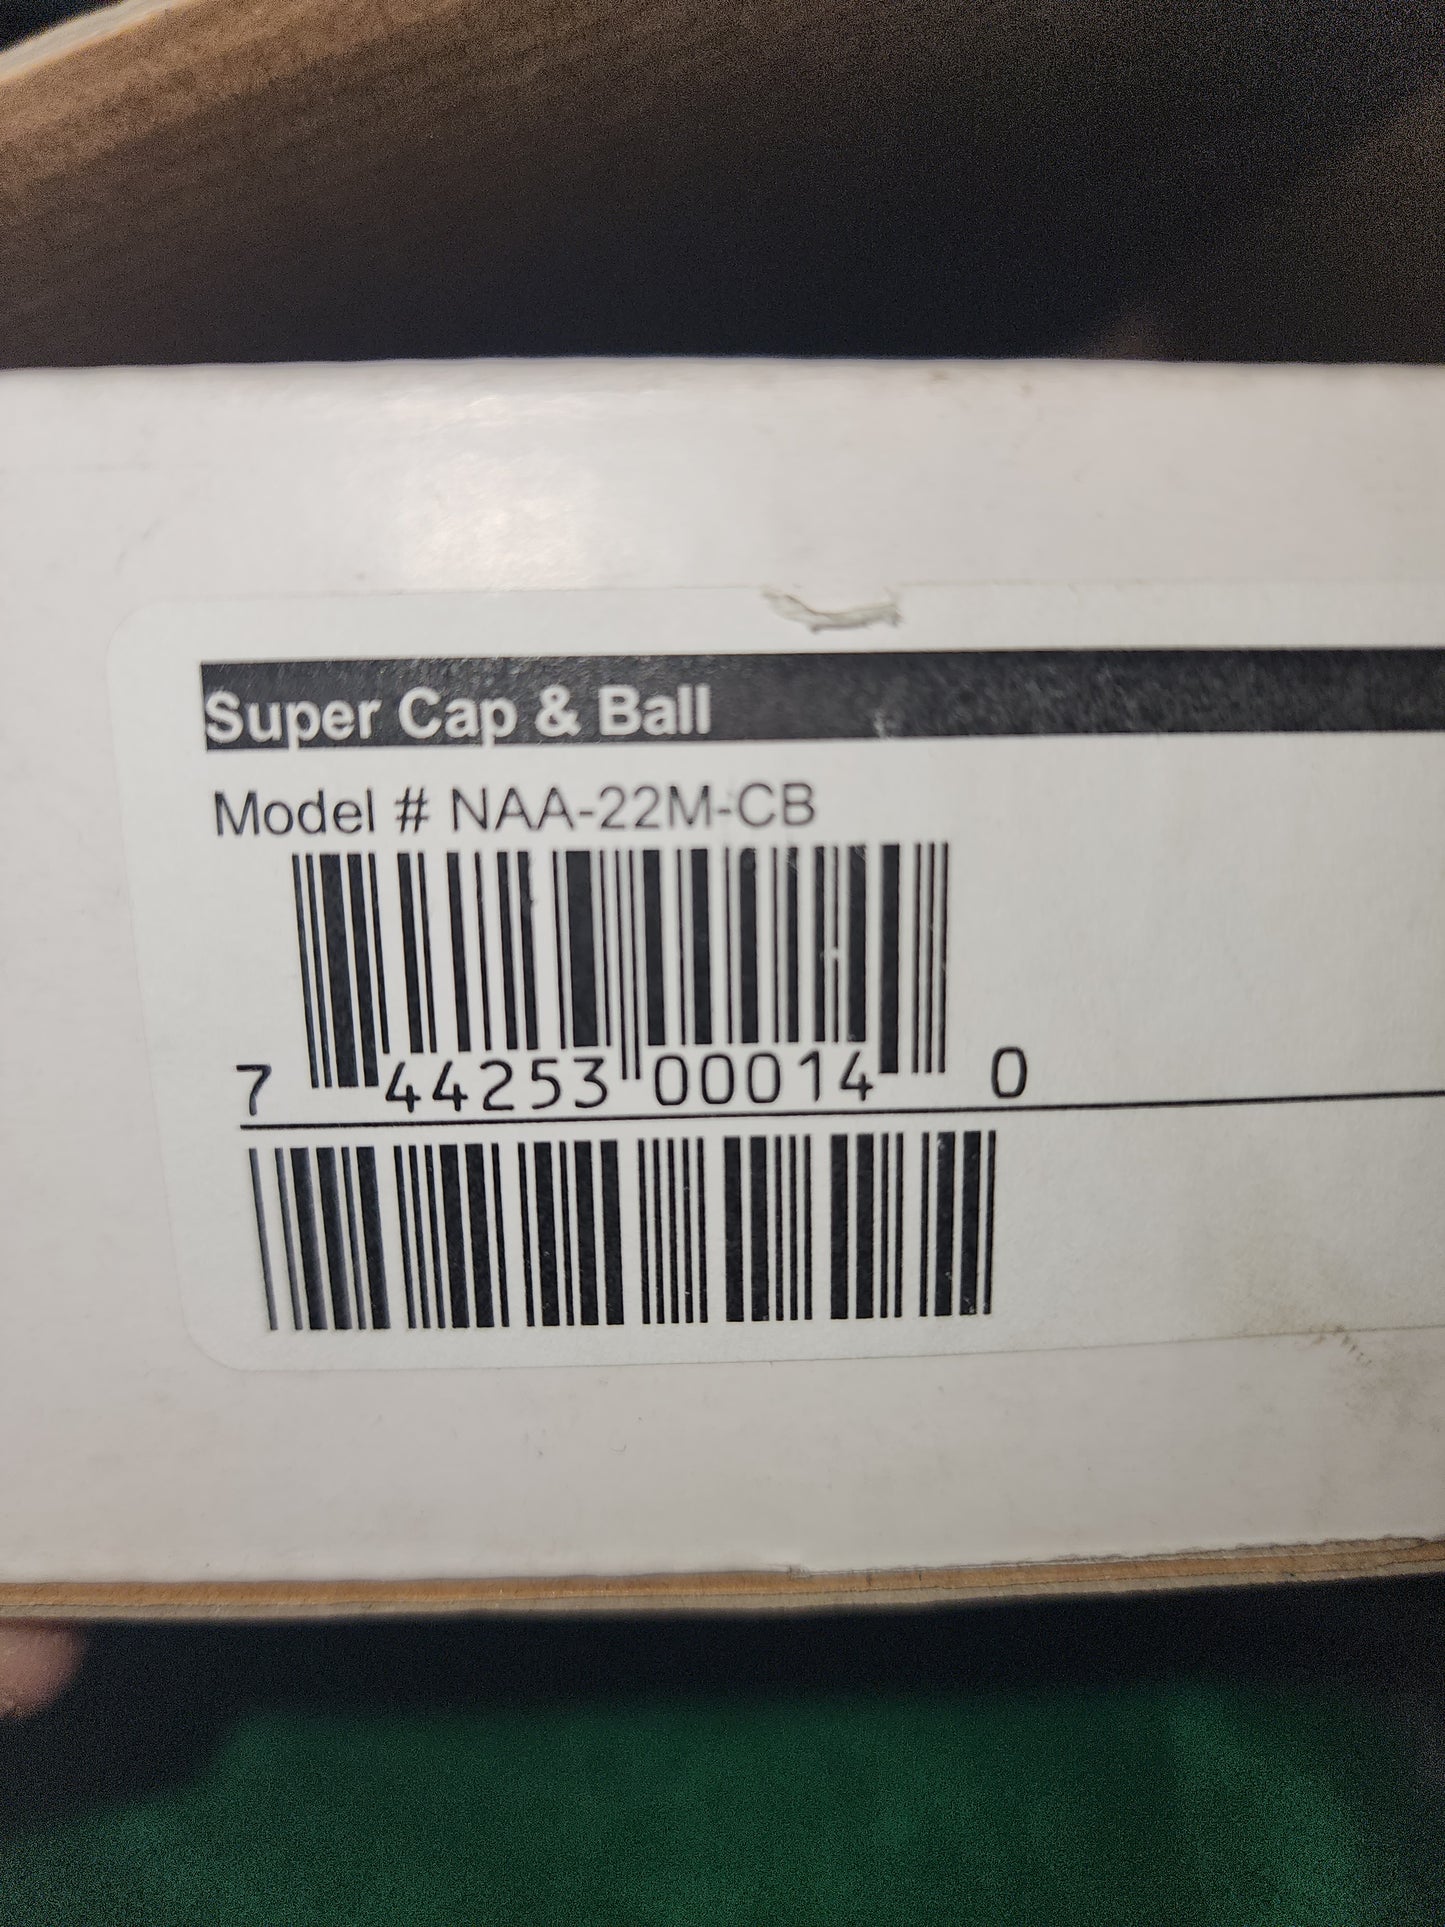 Super Cap & Ball
Model # NAA-22M-CB
7 44253 00014 0